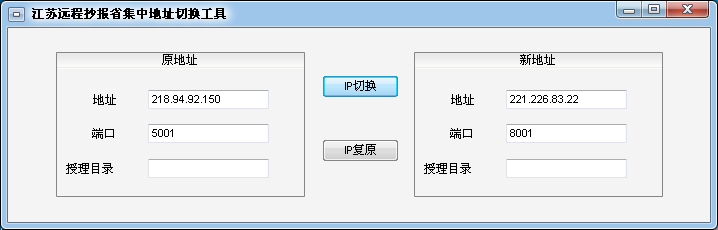 江苏远程抄报省集中地址切换工具
原地址
地址 218.94.92.150
端口 5001
授理目录
IP切换
IP复原
新地址
地址 221.226.83.22
端口 8001
授理目录